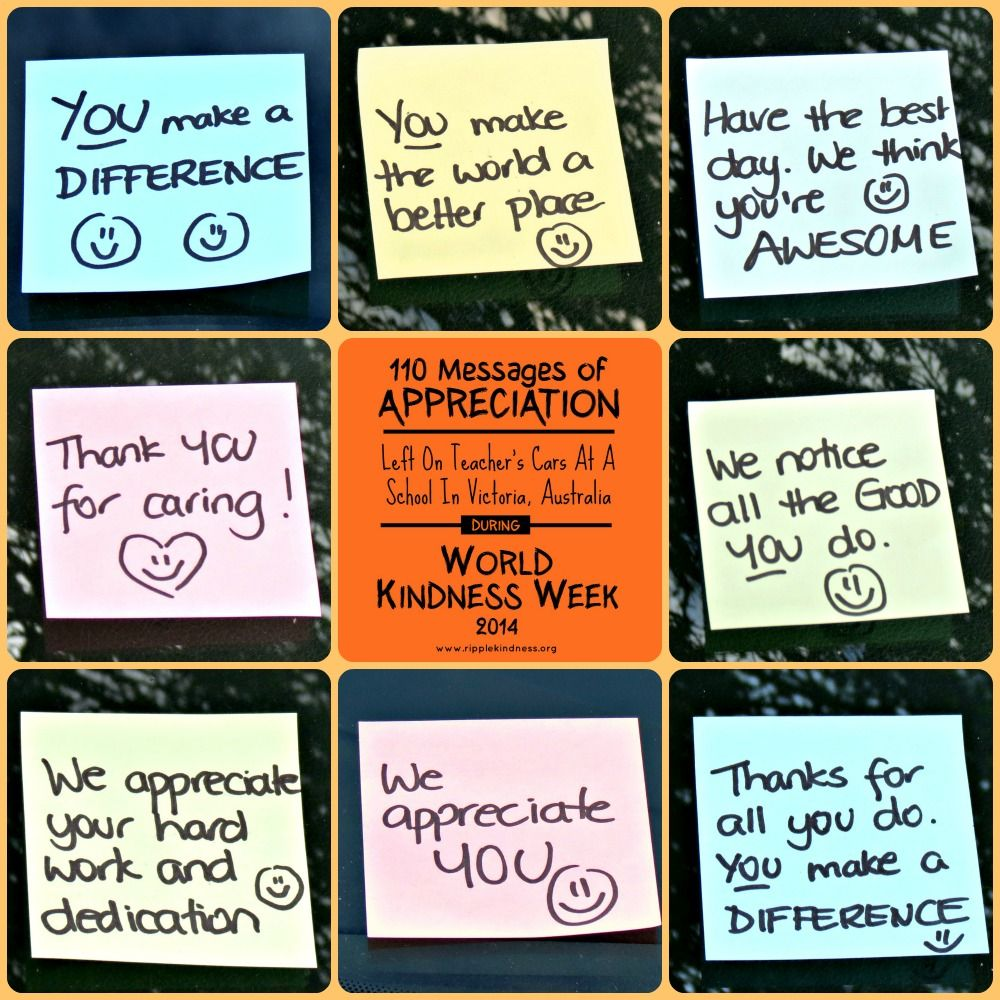 YOU make a
DIFFERENCE
You make
the world a
better place
Have the best
day. We think
you're
AWESOME
Thank YOU
for caring!
110 Messages of
APPRECIATION
Left On Teacher's Cars At A
School In Victoria, Australia
DURING
WORLD
KINDNESS WEEK
2014
www.ripplekindness.org
We notice
all the GOOD
YOU do.
We appreciate
your hard
work and
dedication
We
appreciate
YOU
Thanks for
all you do.
YOU make a
DIFFERENCE